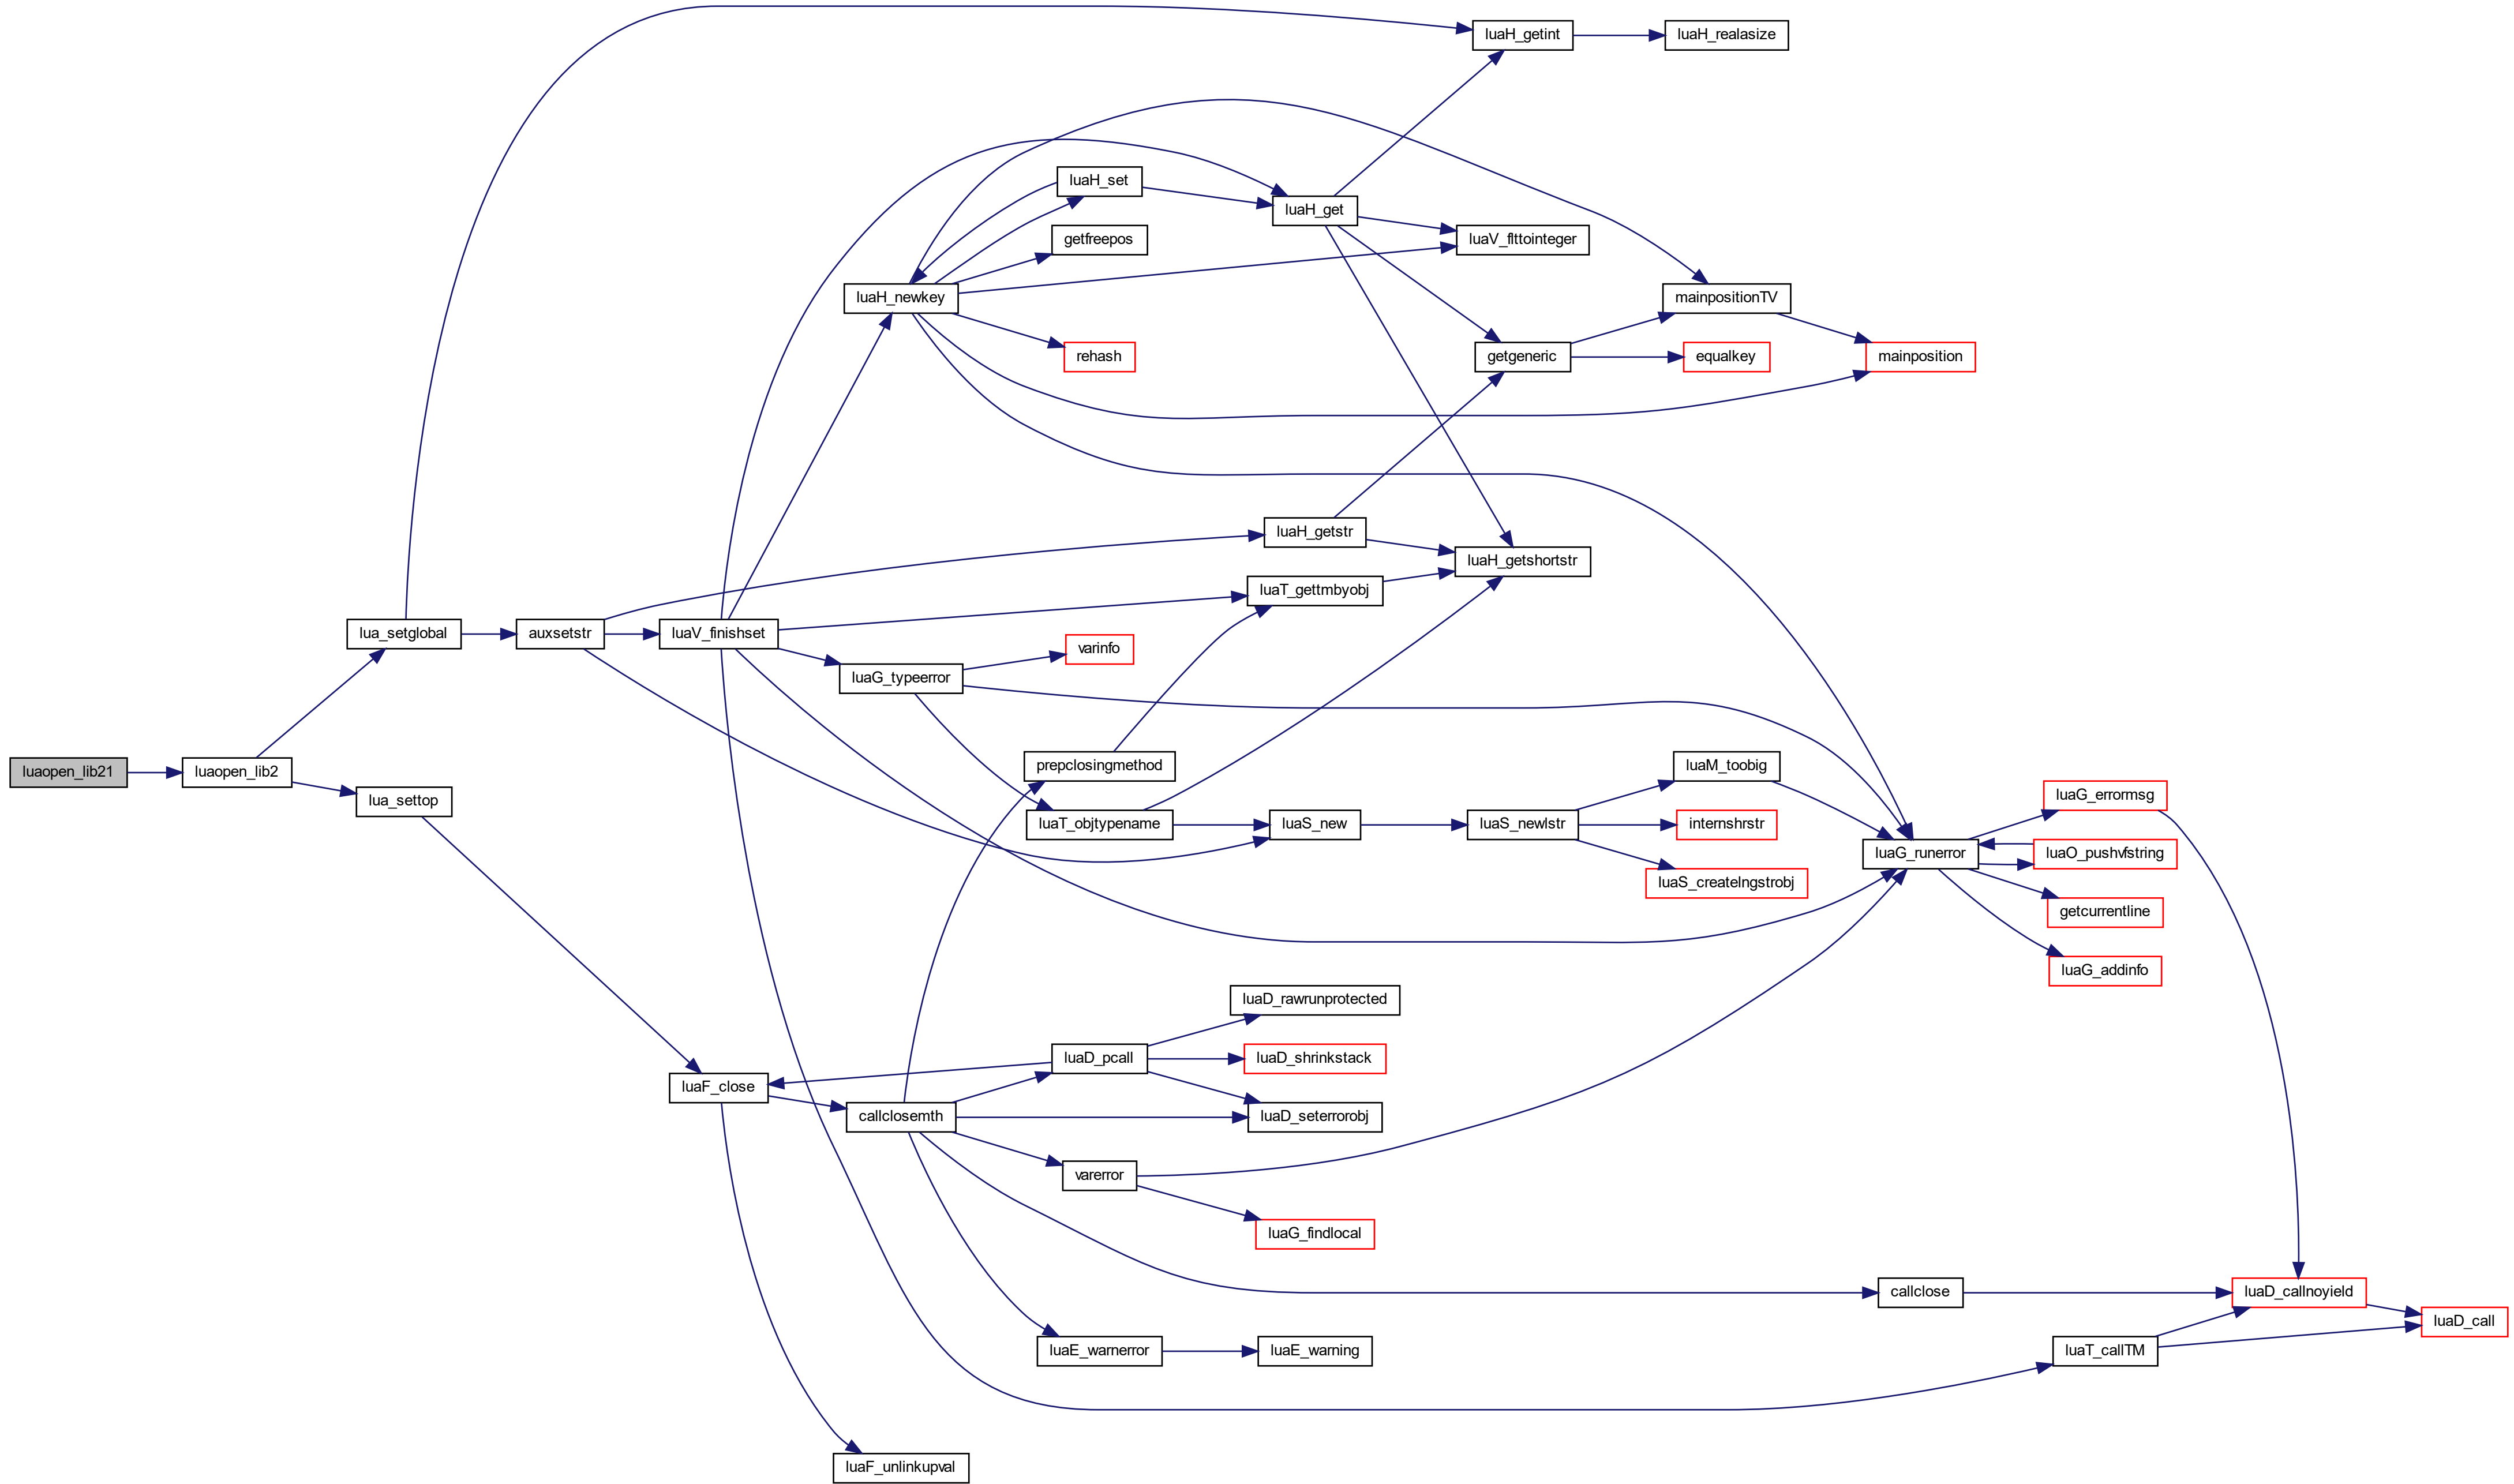 luaopen_lib21
luaopen_lib2
lua_setglobal
lua_settop
auxsetstr
luaV_finishset
luaF_close
luaH_newkey
luaG_typeerror
callclosemth
luaF_unlinkupval
luaH_set
getfreepos
rehash
varinfo
prepclosingmethod
luaT_objtypename
luaD_pcall
varerror
luaE_warnerror
luaH_get
luaH_getstr
luaT_gettmbyobj
luaS_new
luaD_rawrunprotected
luaD_shrinkstack
luaD_seterrorobj
luaG_findlocal
luaE_warning
luaH_getint
luaV_flttointeger
getgeneric
luaH_getshortstr
luaS_newlstr
luaH_realasize
mainpositionTV
equalkey
luaM_toobig
internshrstr
luaS_createlngstrobj
mainposition
luaG_runerror
callclose
luaG_errormsg
luaO_pushvfstring
getcurrentline
luaG_addinfo
luaT_callTM
luaD_callnoyield
luaD_call